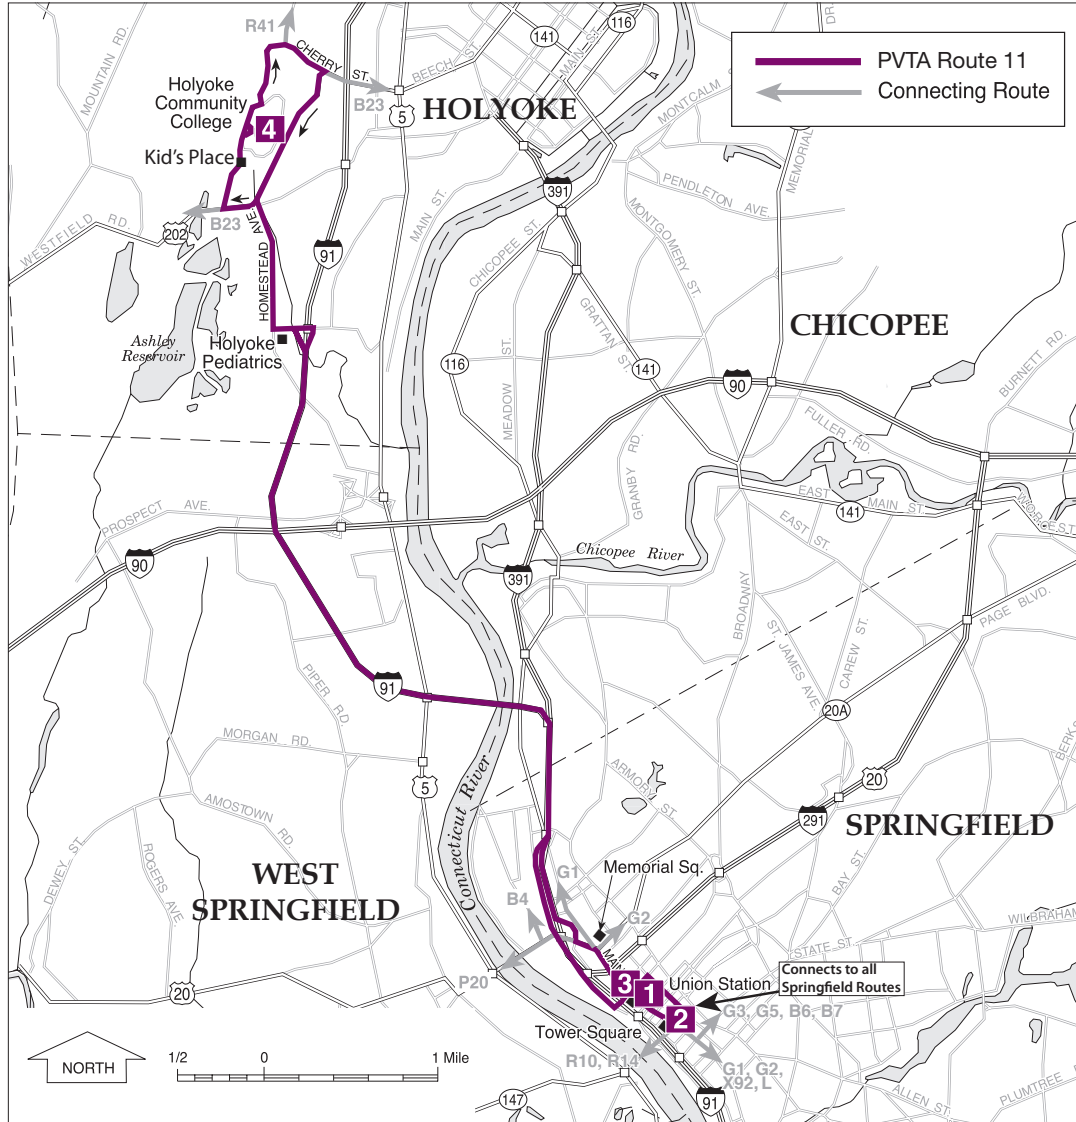 R41
116
141
MAIN ST.
DR.
MOUNTAIN RD.
CHERRY ST.
BEECH ST.
PVTA Route 11
Connecting Route
Holyoke
Community
College
4
B23
5
HOLYOKE
MONTCALM
MEMORIAL
Kid's Place
391
PENDLETON AVE.
WESTFIELD RD.
202
B23
HOMESTEAD AVE.
91
MAIN ST.
CHICOPEE ST.
MONTGOMERY ST.
Ashley
Reservoir
Holyoke
Pediatrics
GRATTAN ST.
CHICOPEE
116
MEADOW ST.
141
90
BURNETT RD.
FULLER RD.
GRANBY RD.
PROSPECT AVE.
EAST MAIN ST.
141
WORCEST
EAST ST.
90
Chicopee River
391
BROADWAY
PAGE BLVD.
ST. JAMES AVE.
CAREW ST.
PIPER RD.
91
20A
MORGAN RD.
BERKS
5
Connecticut River
ARMORY ST.
20
AMOSTOWN RD.
291
SPRINGFIELD
DEWEY ST.
ROGERS AVE.
WEST
SPRINGFIELD
Memorial Sq.
G1
BAY ST.
B4
G2
WILBRAHAM
MAIN
ESTATE ST.
P20
20
3
1
Union Station
Connects to all
Springfield Routes
2
G3, G5, B6, B7
Tower Square
R10, R14
G1, G2,
X92, L
NORTH
1/2
0
1 Mile
147
91
ALLEN ST.
PLUMTREE